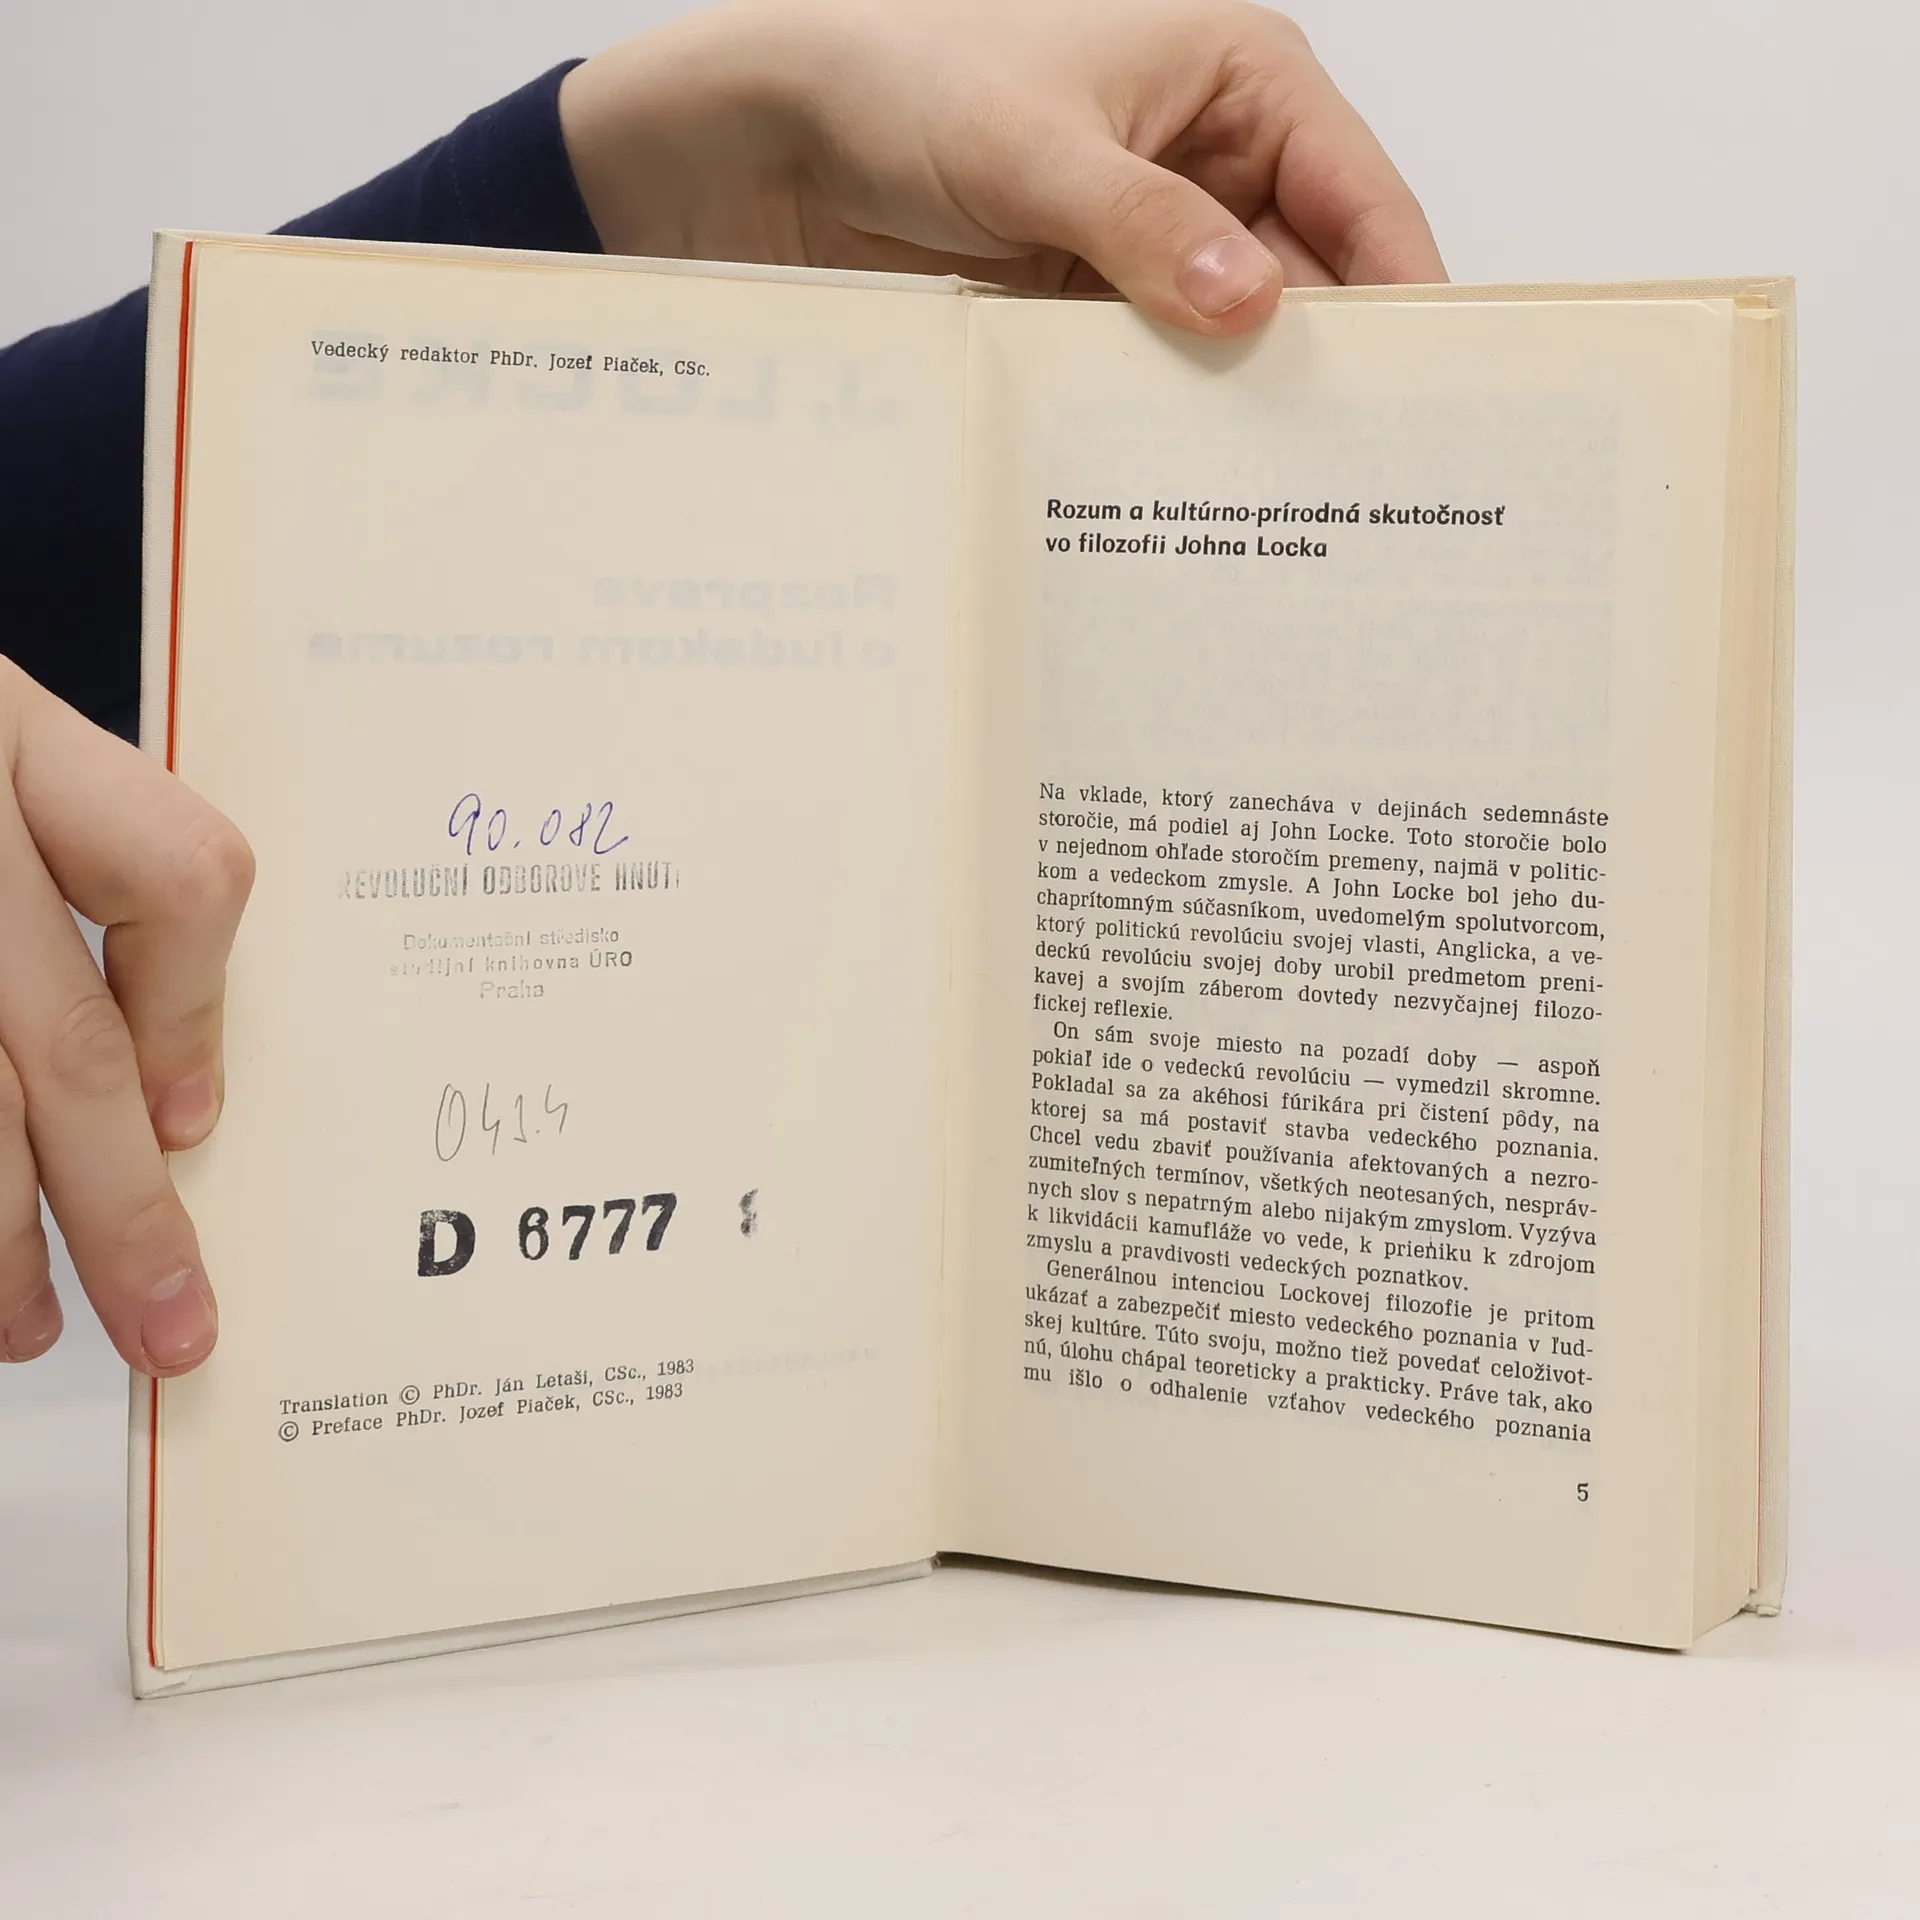 Vedecký redaktor PhDr. Jozef Piaček, CSc.
90.082
REVOLUČNÍ ODBOROVÉ HNUTÍ
Dokumentační středisko
studijní knihovna ÚRO
Praha
D 6777
Translation © PhDr. Ján Letaši, CSc., 1983
© Preface PhDr. Jozef Piaček, CSc., 1983
Rozum a kultúrno-prírodná skutočnosť
vo filozofii Johna Locka
Na vklade, ktorý zanecháva v dejinách sedemnáste
storočie, má podiel aj John Locke. Toto storočie bolo
v nejednom ohľade storočím premeny, najmä v politic-
kom a vedeckom zmysle. A John Locke bol jeho du-
chaprítomným súčasníkom, uvedomelým spolutvorcom,
ktorý politickú revolúciu svojej vlasti, Anglicka, a ve-
deckú revolúciu svojej doby urobil predmetom preni-
kavej a svojím záberom dovtedy nezvyčajnej filozo-
fickej reflexie.
On sám svoje miesto na pozadí doby — aspoň
pokiaľ ide o vedeckú revolúciu — vymedzil skromne.
Pokladal sa za akéhosi fúrikára pri čistení pôdy, na
ktorej sa má postaviť stavba vedeckého poznania.
Chcel vedu zbaviť používania afektovaných a nezro-
zumiteľných termínov, všetkých neotesaných, nespráv-
nych slov s nepatrným alebo nijakým zmyslom. Vyzýva
k likvidácii kamufláže vo vede, k prieniku k zdrojom
zmyslu a pravdivosti vedeckých poznatkov.
Generálnou intenciou Lockovej filozofie je pritom
ukázať a zabezpečiť miesto vedeckého poznania v ľud-
skej kultúre. Túto svoju, možno tiež povedať celoživot-
nú, úlohu chápal teoreticky a prakticky. Práve tak, ako
mu išlo o odhalenie vzťahov vedeckého poznania
5